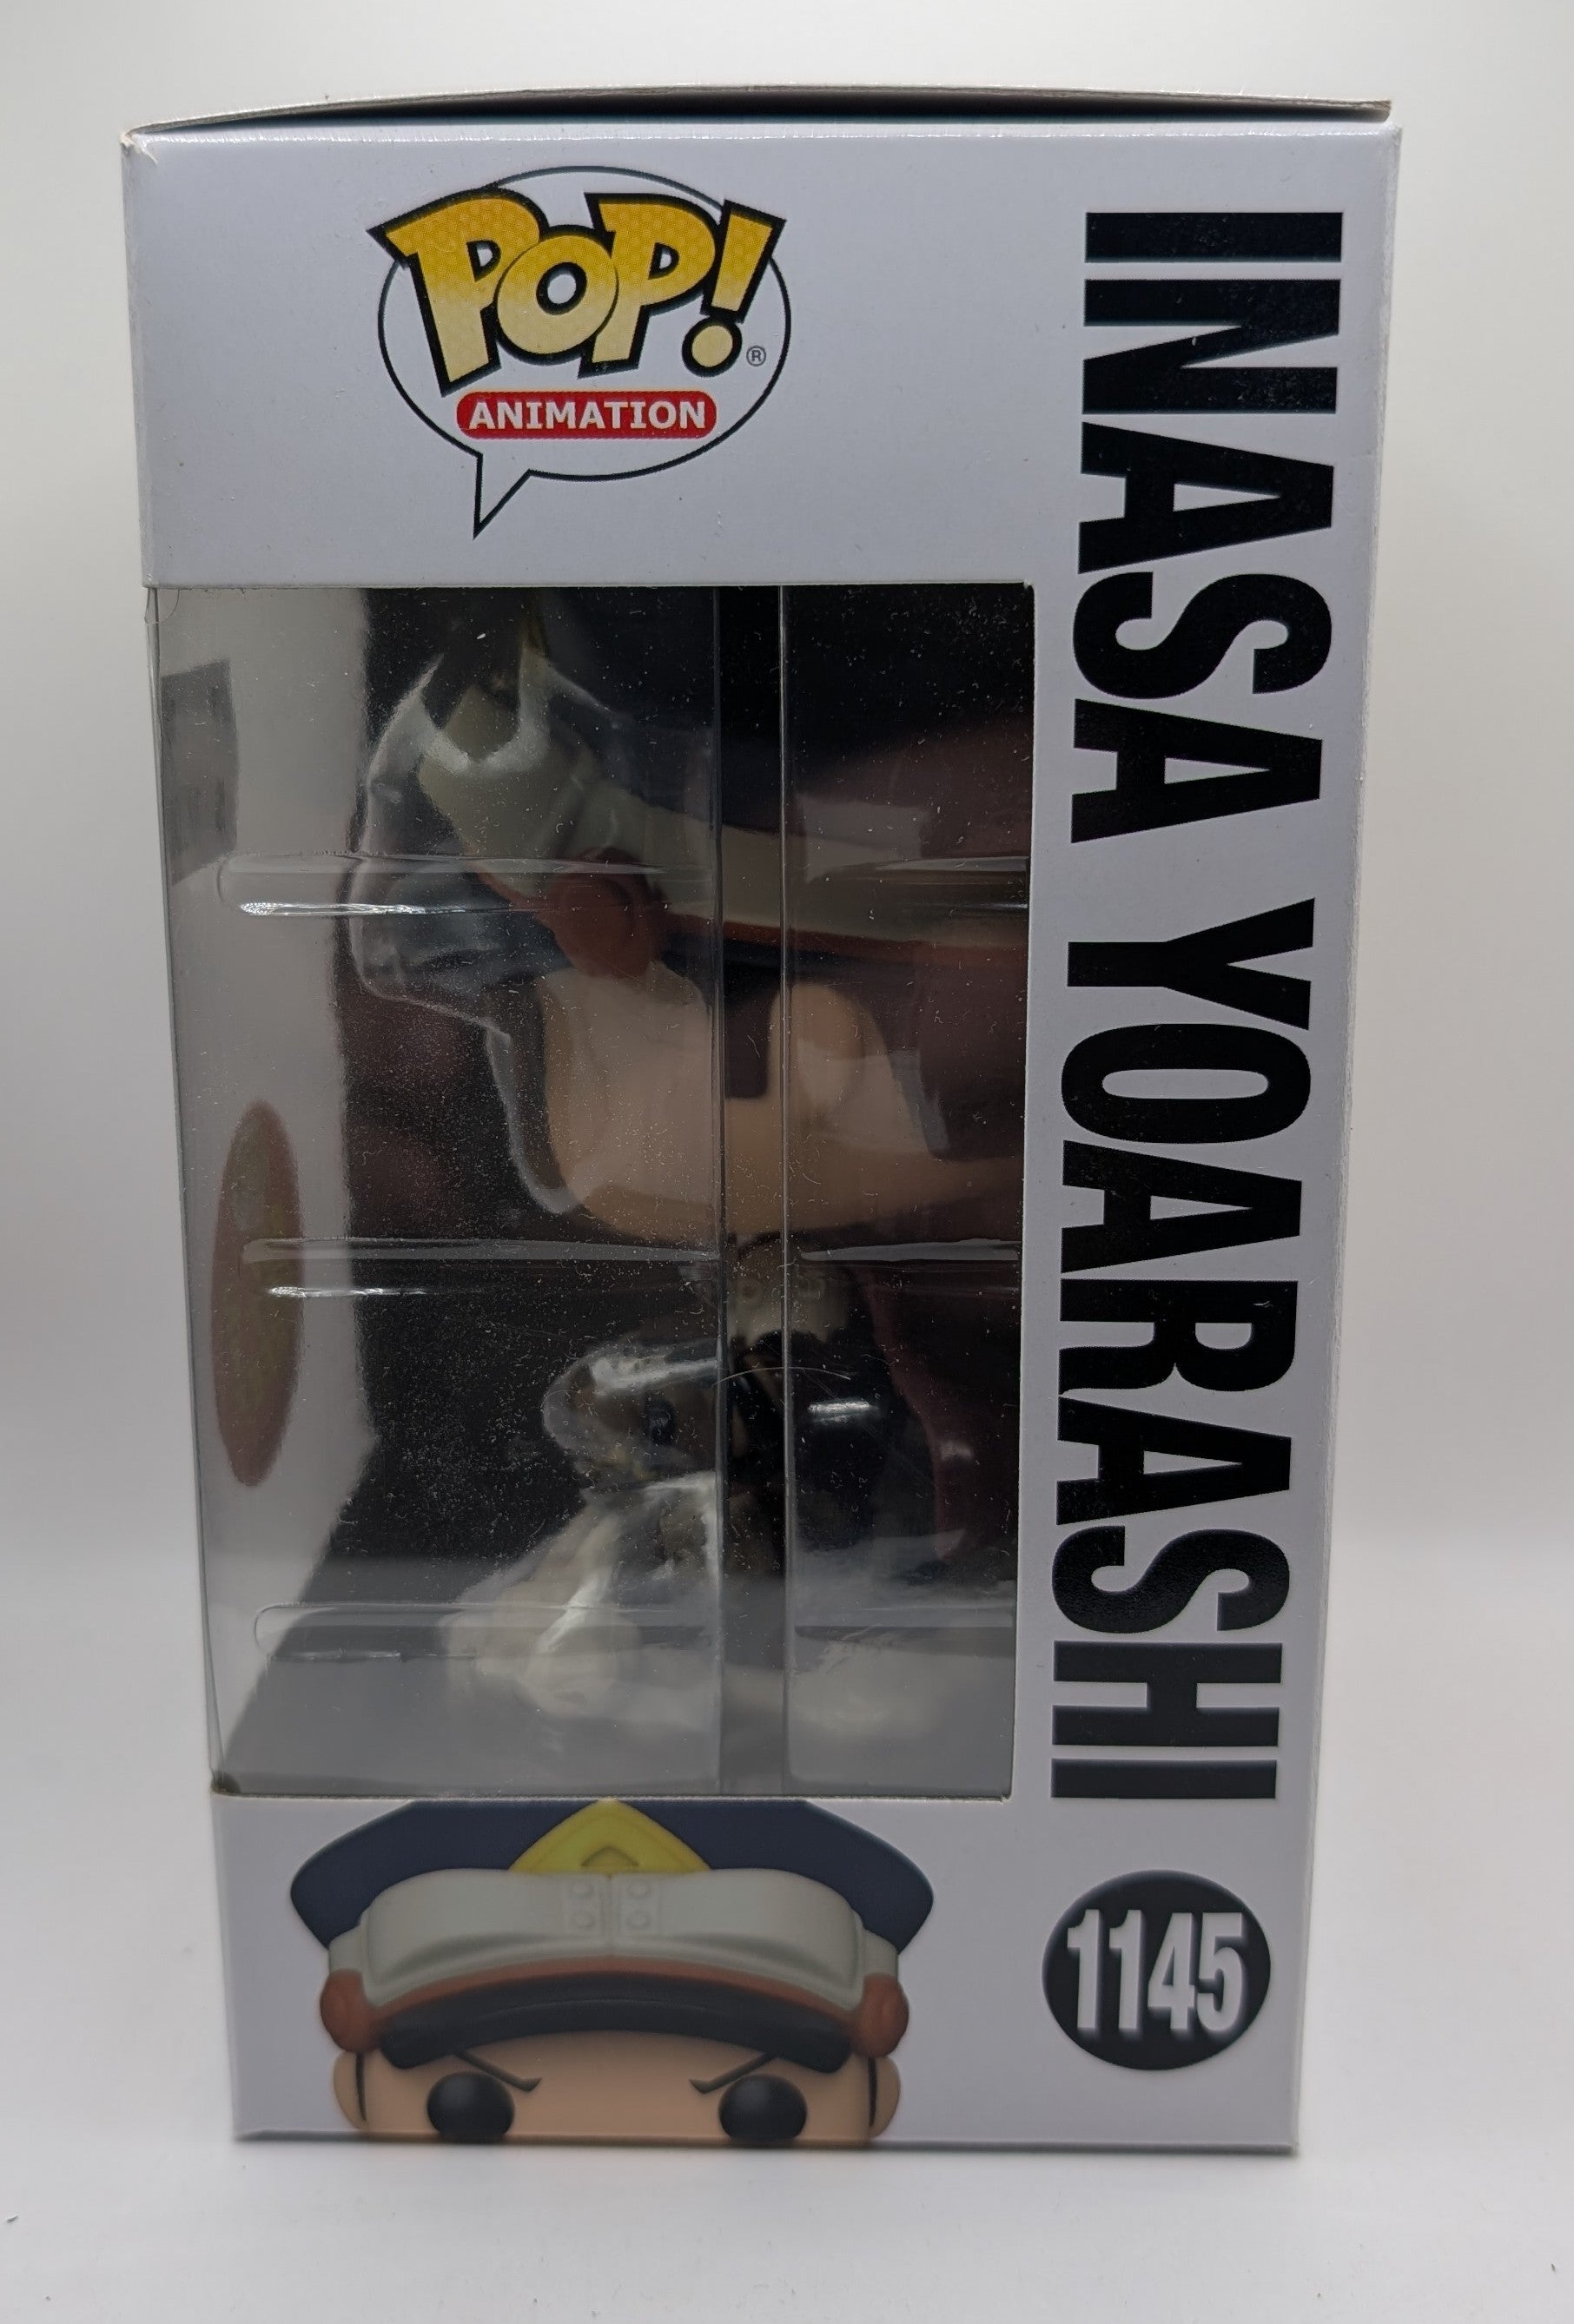 POP!
®
ANIMATION
INASA YOARASHI
1145